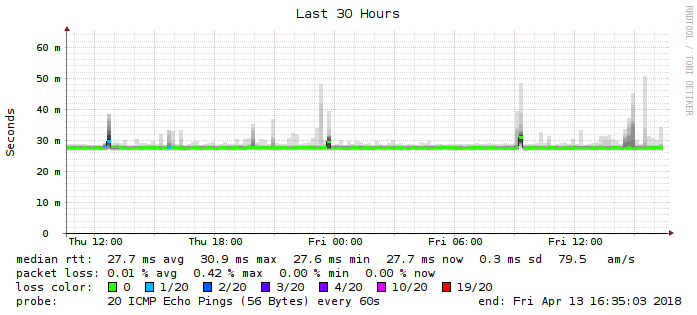 Last 30 Hours
RRDTOOL / TOBI OETIKER
Seconds
60 m
50 m
40 m
30 m
20 m
10 m
0
Thu 12:00 Thu 18:00 Fri 00:00 Fri 06:00 Fri 12:00
median rtt: 27.7 ms avg 30.9 ms max 27.6 ms min 27.7 ms now 0.3 ms sd 79.5 am/s
packet loss: 0.01 % avg 0.42 % max 0.00 % min 0.00 % now
loss color: 0 1/20 2/20 3/20 4/20 10/20 19/20
probe: 20 ICMP Echo Pings (56 Bytes) every 60s end: Fri Apr 13 16:35:03 2018